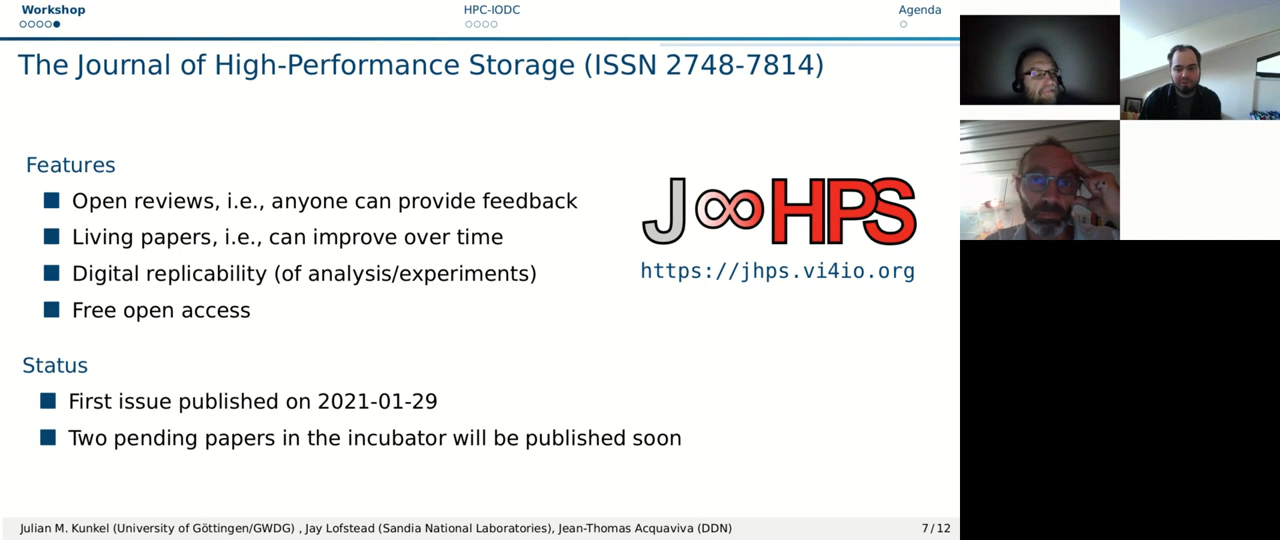 Workshop
HPC-IODC
Agenda
The Journal of High-Performance Storage (ISSN 2748-7814)
Features
Open reviews, i.e., anyone can provide feedback
Living papers, i.e., can improve over time
Digital replicability (of analysis/experiments)
Free open access
J∞HPS
https://jhps.vi4io.org
Status
First issue published on 2021-01-29
Two pending papers in the incubator will be published soon
Julian M. Kunkel (University of Göttingen/GWDG) , Jay Lofstead (Sandia National Laboratories), Jean-Thomas Acquaviva (DDN)
7 / 12